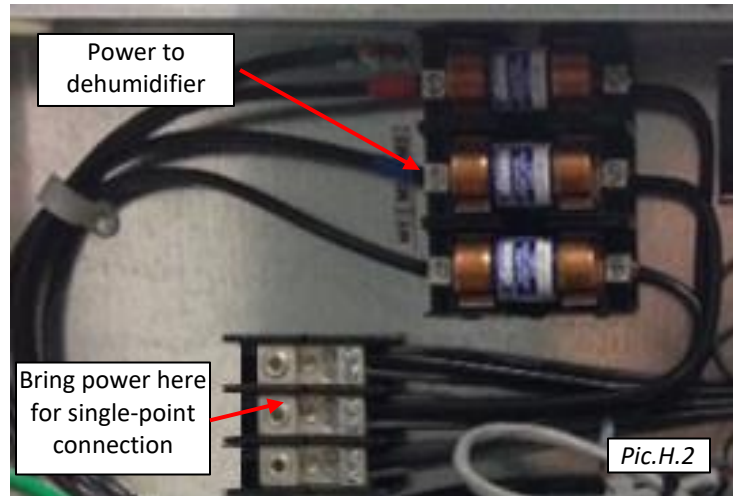 Power to
dehumidifier
Bring power here
for single-point
connection
Pic.H.2